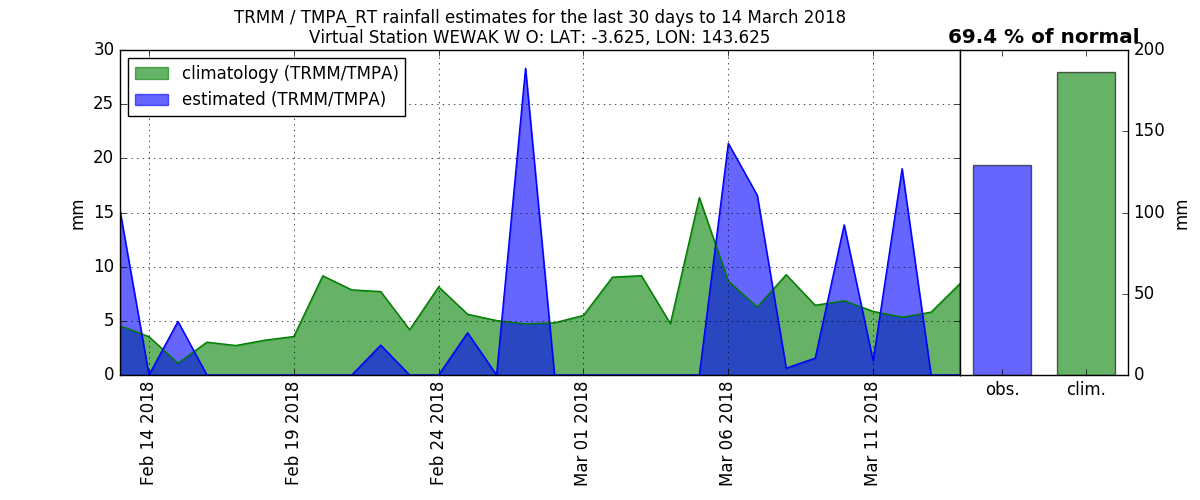 TRMM / TMPA_RT rainfall estimates for the last 30 days to 14 March 2018
Virtual Station WEWAK W O: LAT: -3.625, LON: 143.625
69.4 % of normal
climatology (TRMM/TMPA)
estimated (TRMM/TMPA)
30
25
20
15
10
5
0
mm
Feb 14 2018
Feb 19 2018
Feb 24 2018
Mar 01 2018
Mar 06 2018
Mar 11 2018
obs.
clim.
200
150
100
50
0
mm